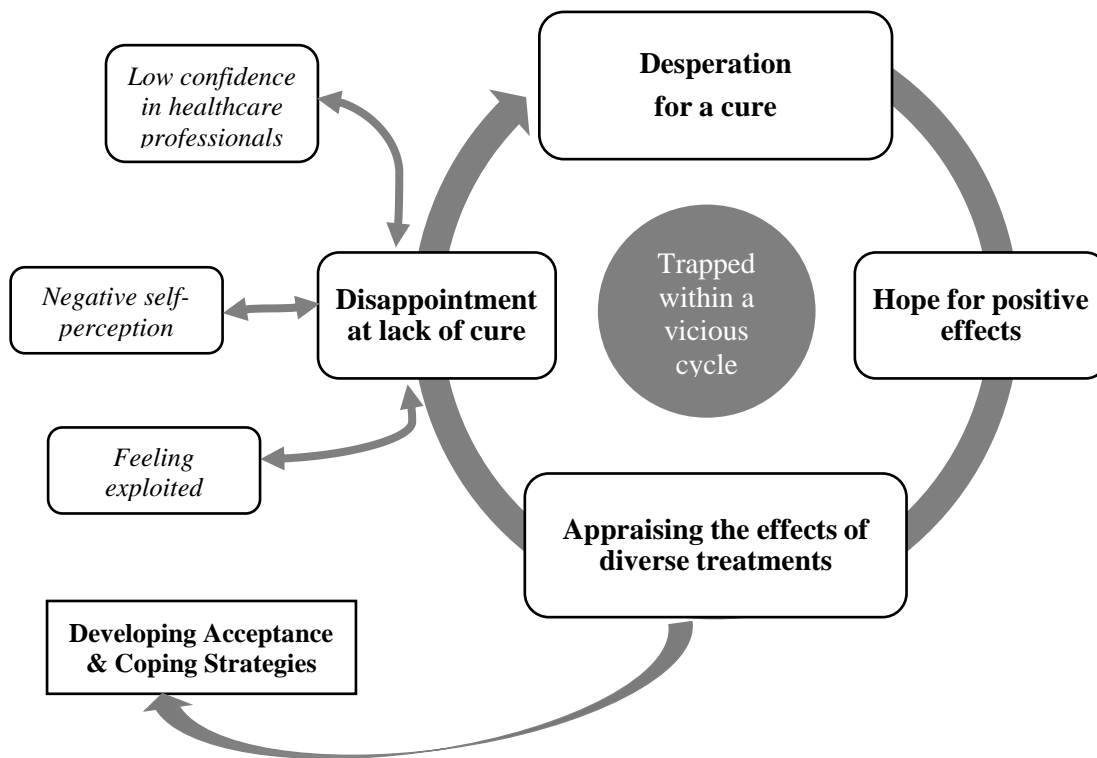 Desperation
for a cure
Low confidence
in healthcare
professionals
Trapped
within a
vicious
cycle
Disappointment
at lack of cure
Hope for positive
effects
Negative self-
perception
Feeling
exploited
Appraising the effects of
diverse treatments
Developing Acceptance
& Coping Strategies